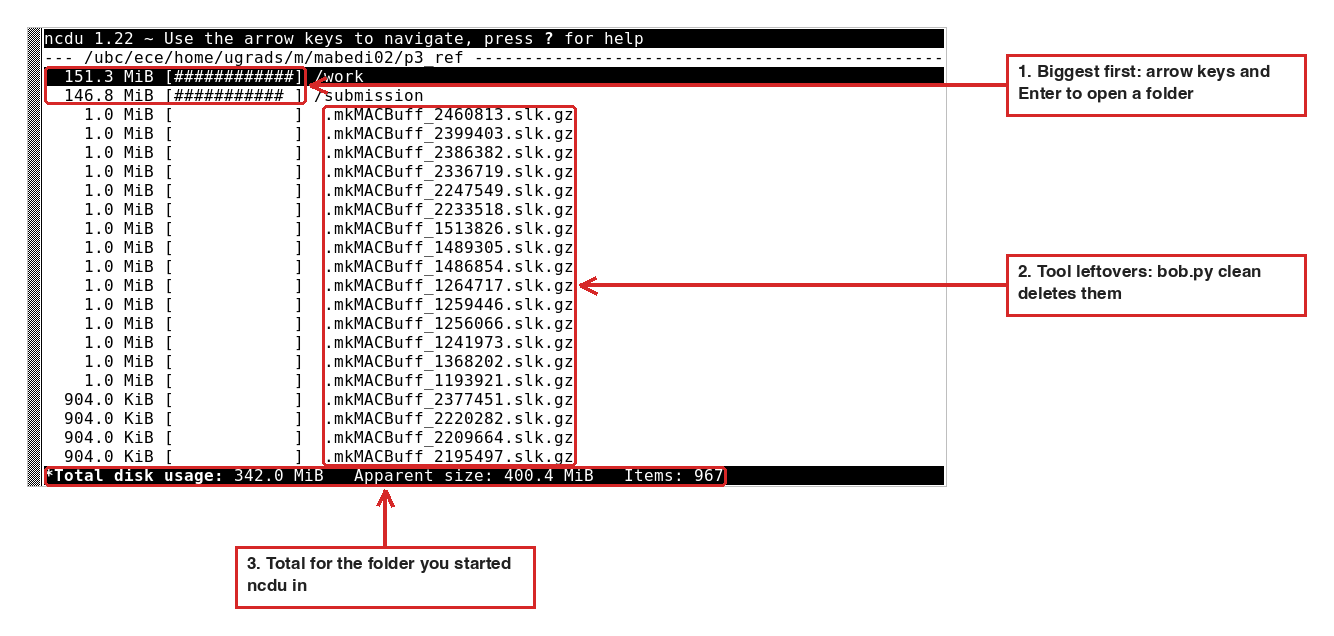 ncdu 1.22 ~ Use the arrow keys to navigate, press ? for help
--- /ubc/ece/home/ugrads/m/mabedi02/p3_ref -----------------------------------------------
151.3 MiB [############] /work
146.8 MiB [########### ] /submission
1.0 MiB [            ]  .mkMACBuff_2460813.slk.gz
1.0 MiB [            ]  .mkMACBuff_2399403.slk.gz
1.0 MiB [            ]  .mkMACBuff_2386382.slk.gz
1.0 MiB [            ]  .mkMACBuff_2336719.slk.gz
1.0 MiB [            ]  .mkMACBuff_2247549.slk.gz
1.0 MiB [            ]  .mkMACBuff_2233518.slk.gz
1.0 MiB [            ]  .mkMACBuff_1513826.slk.gz
1.0 MiB [            ]  .mkMACBuff_1489305.slk.gz
1.0 MiB [            ]  .mkMACBuff_1486854.slk.gz
1.0 MiB [            ]  .mkMACBuff_1264717.slk.gz
1.0 MiB [            ]  .mkMACBuff_1259446.slk.gz
1.0 MiB [            ]  .mkMACBuff_1256066.slk.gz
1.0 MiB [            ]  .mkMACBuff_1241973.slk.gz
1.0 MiB [            ]  .mkMACBuff_1368202.slk.gz
1.0 MiB [            ]  .mkMACBuff_1193921.slk.gz
904.0 KiB [            ]  .mkMACBuff_2377451.slk.gz
904.0 KiB [            ]  .mkMACBuff_2220282.slk.gz
904.0 KiB [            ]  .mkMACBuff_2209664.slk.gz
904.0 KiB [            ]  .mkMACBuff_2195497.slk.gz
*Total disk usage: 342.0 MiB   Apparent size: 400.4 MiB   Items: 967
1. Biggest first: arrow keys and
Enter to open a folder
2. Tool leftovers: bob.py clean
deletes them
3. Total for the folder you started
ncdu in